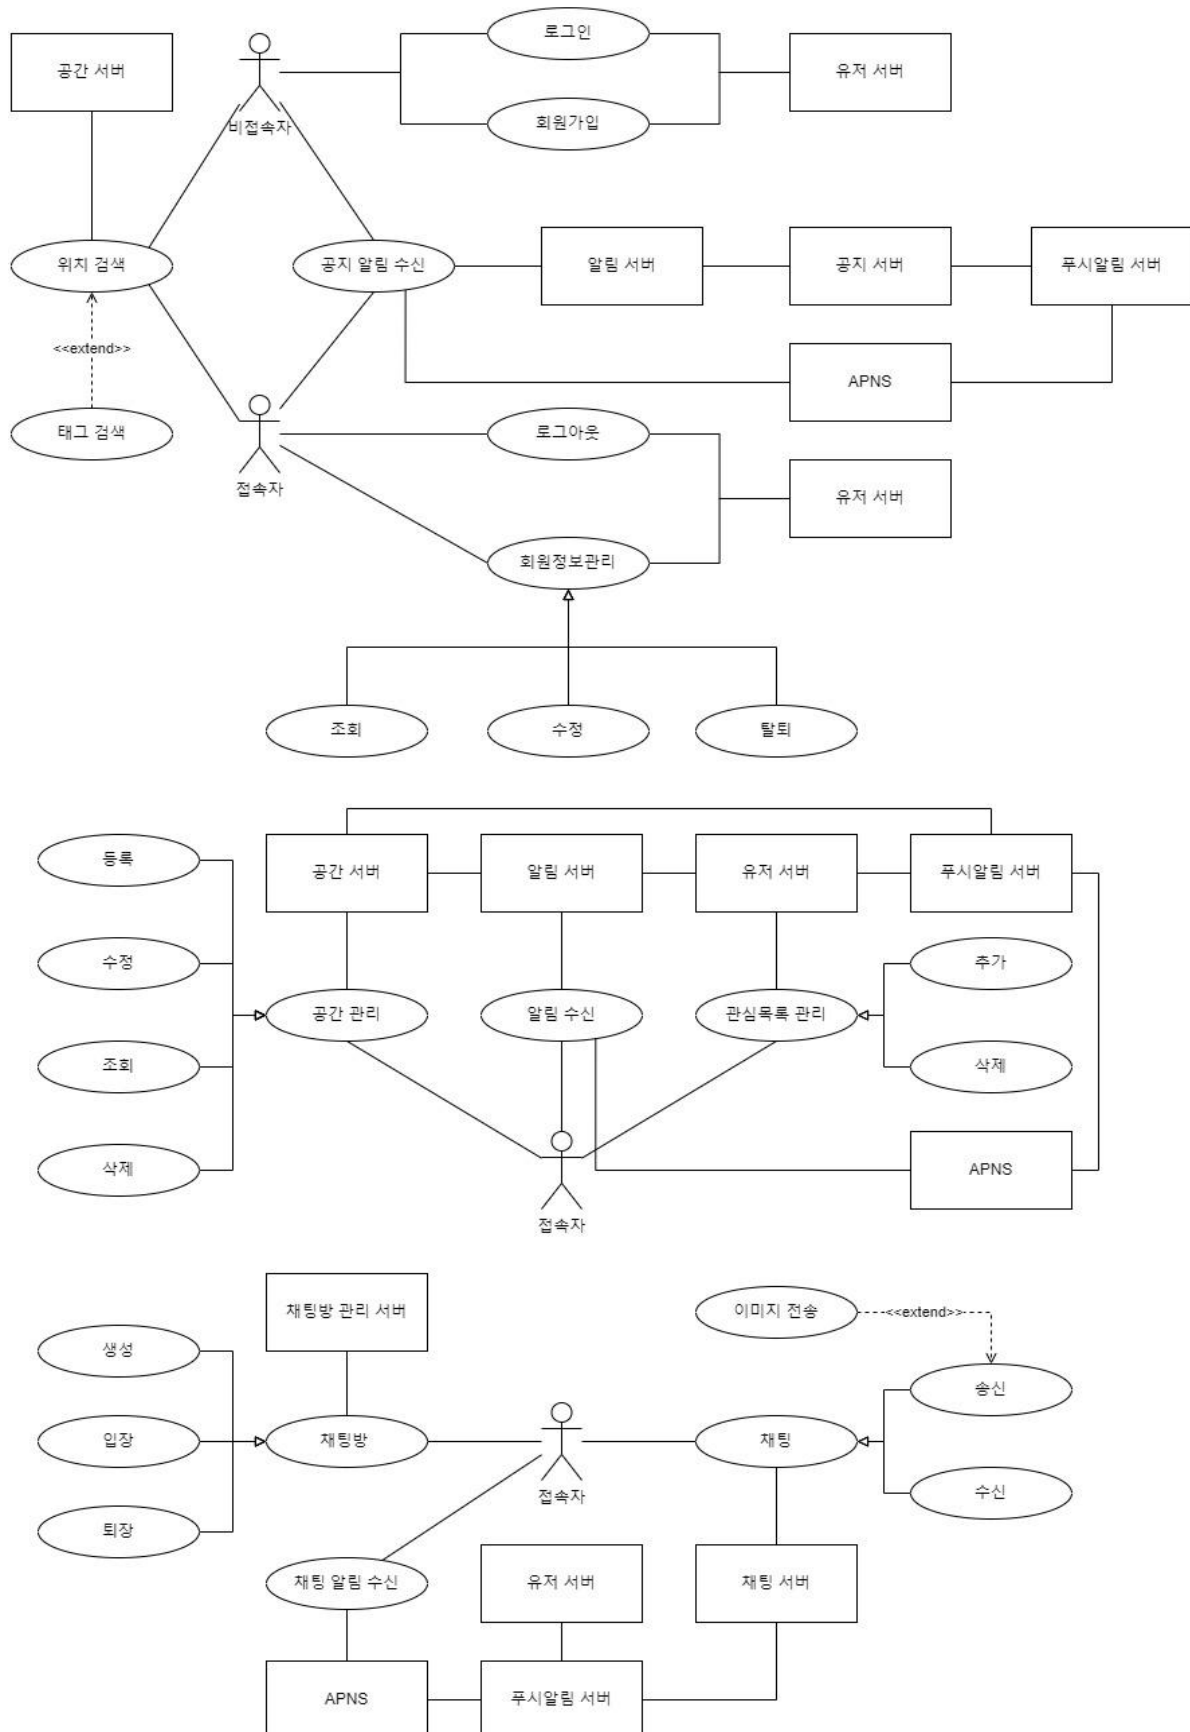 로그인
공간 서버
유저 서버
회원가입
비접속자
위치 검색
공지 알림 수신
알림 서버
공지 서버
푸시알림 서버
<<extend>>
APNS
태그 검색
로그아웃
접속자
유저 서버
회원정보관리
조회
수정
탈퇴
등록
공간 서버
알림 서버
유저 서버
푸시알림 서버
수정
추가
공간 관리
알림 수신
관심목록 관리
조회
삭제
삭제
APNS
접속자
채팅방 관리 서버
이미지 전송
<<extend>>
생성
송신
입장
채팅방
채팅
접속자
수신
퇴장
채팅 알림 수신
유저 서버
채팅 서버
APNS
푸시알림 서버